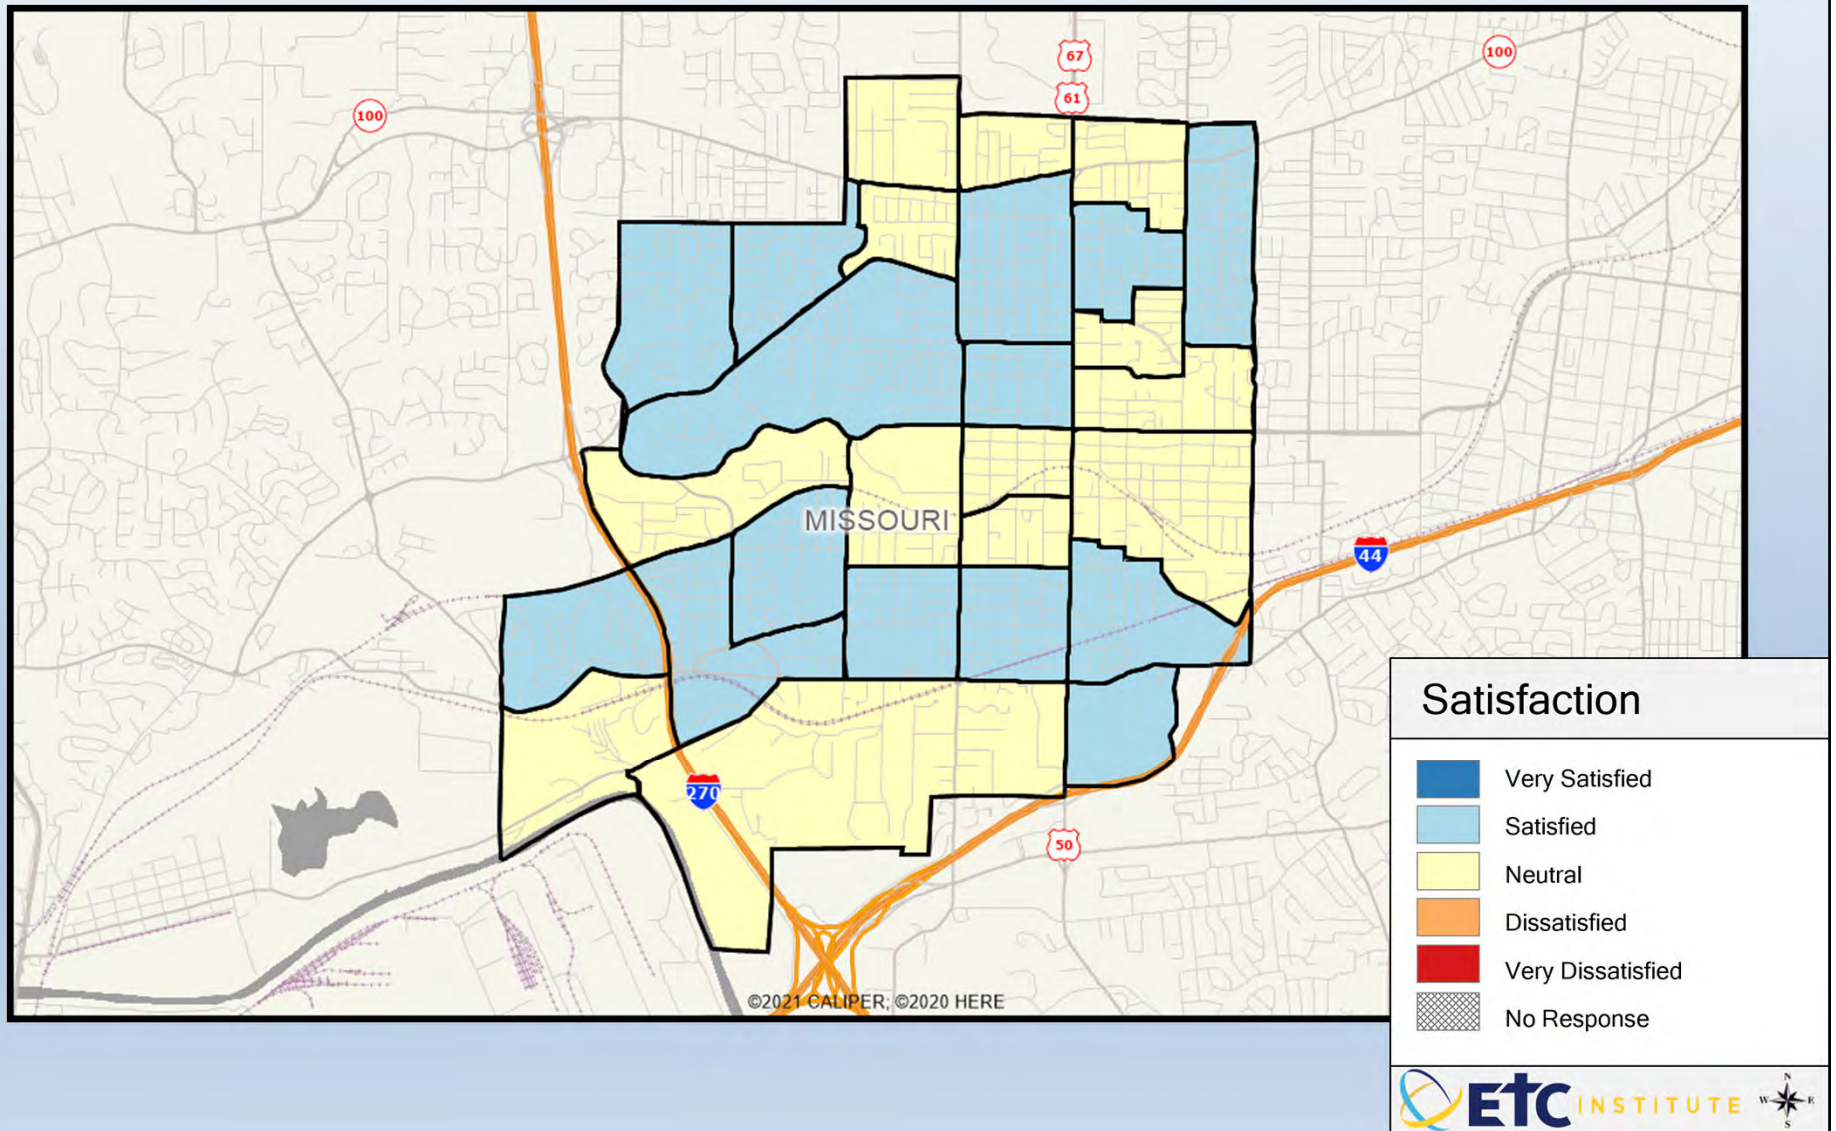 67
100
61
100
MISSOURI
44
270
50
©2021 CALIPER; ©2020 HERE
Satisfaction
Very Satisfied
Satisfied
Neutral
Dissatisfied
Very Dissatisfied
No Response
ETC INSTITUTE
N
W E
S